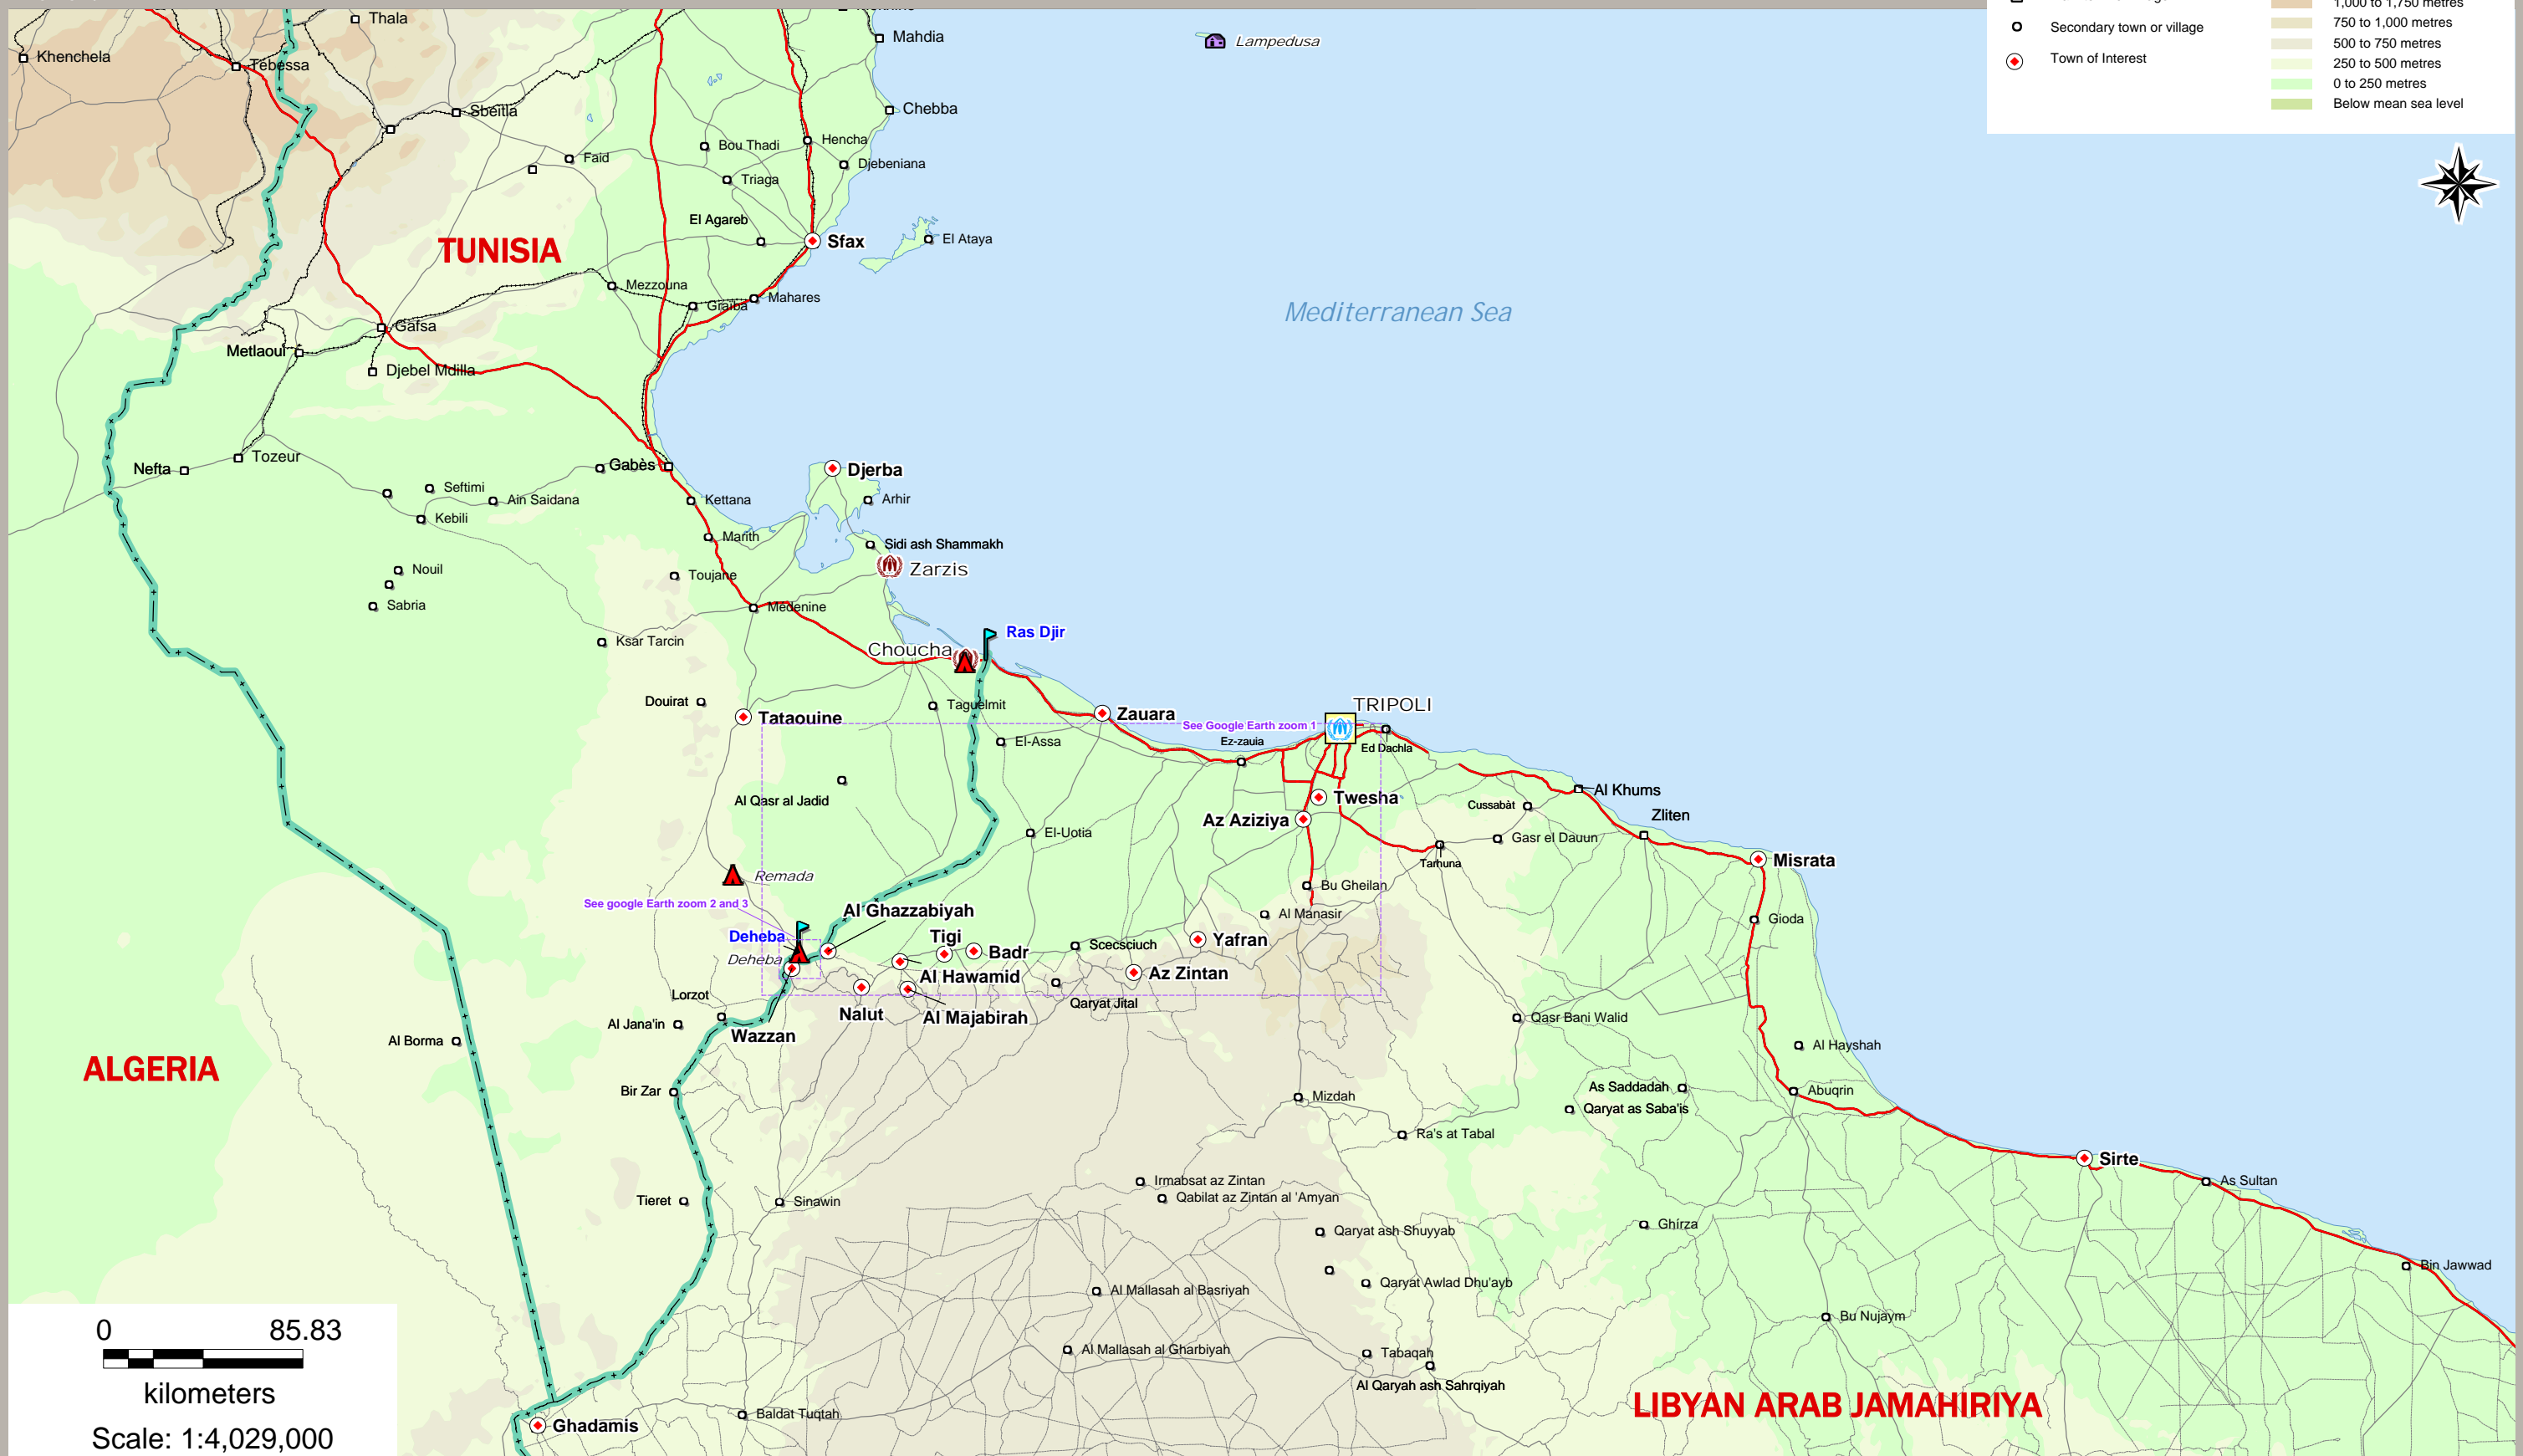 1,000 to 1,750 metres
Secondary town or village
750 to 1,000 metres
Thala
Mahdia
Lampedusa
500 to 750 metres
Khenchela
Tébessa
Town of Interest
250 to 500 metres
0 to 250 metres
Sbeitla
Chebba
Below mean sea level
Bou Thadi
Hencha
Faid
Djebeniana
Triaga
El Agareb
TUNISIA
Sfax
El Ataya
Mezzouna
Graiba
Mahares
Mediterranean Sea
Gafsa
Metlaoui
Djebel Mdilla
Nefta
Tozeur
Gabès
Djerba
Seftimi
Ain Saidana
Kettana
Arhir
Kebili
Marith
Sidi ash Shammakh
Nouil
Toujane
Zarzis
Sabria
Medenine
Ksar Tarcin
Ras Djir
Choucha
Douirat
Taguelmit
TRIPOLI
Tataouine
Zauara
See Google Earth zoom 1
El-Assa
Ez-zauia
Ed Dachla
Al Qasr al Jadid
Twesha
Al Khums
Cussabàt
Az Aziziya
Zliten
El-Uotia
Gasr el Dauun
Tarhuna
Misrata
Remada
Bu Gheilan
See google Earth zoom 2 and 3
Al Ghazzabiyah
Al Manasir
Gioda
Deheba
Tigi
Yafran
Deheba
Badr
Scecsciuch
Al Hawamid
Az Zintan
Lorzot
Nalut
Qaryat Jital
Al Jana'in
Al Majabirah
Qasr Bani Walid
Wazzan
Al Borma
Al Hayshah
ALGERIA
Bir Zar
Mizdah
As Saddadah
Abuqrin
Qaryat as Saba'is
Ra's at Tabal
Sirte
Irmabsat az Zintan
As Sultan
Tieret
Sinawin
Qabilat az Zintan al 'Amyan
Qaryat ash Shuyyab
Ghírza
Bin Jawwad
Al Mallasah al Basriyah
Qaryat Awlad Dhu'ayb
Bu Nujaym
0 85.83
Al Mallasah al Gharbiyah
Tabaqah
kilometers
Al Qaryah ash Sahrqiyah
LIBYAN ARAB JAMAHIRIYA
Baldat Tuqtah
Ghadamis
Scale: 1:4,029,000